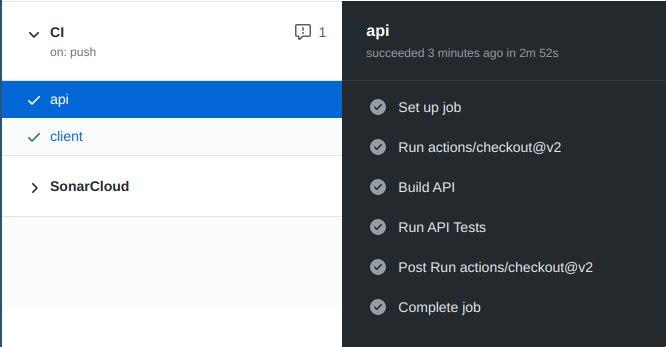 CI 1
on: push
api
client
SonarCloud
api
succeeded 3 minutes ago in 2m 52s
Set up job
Run actions/checkout@v2
Build API
Run API Tests
Post Run actions/checkout@v2
Complete job